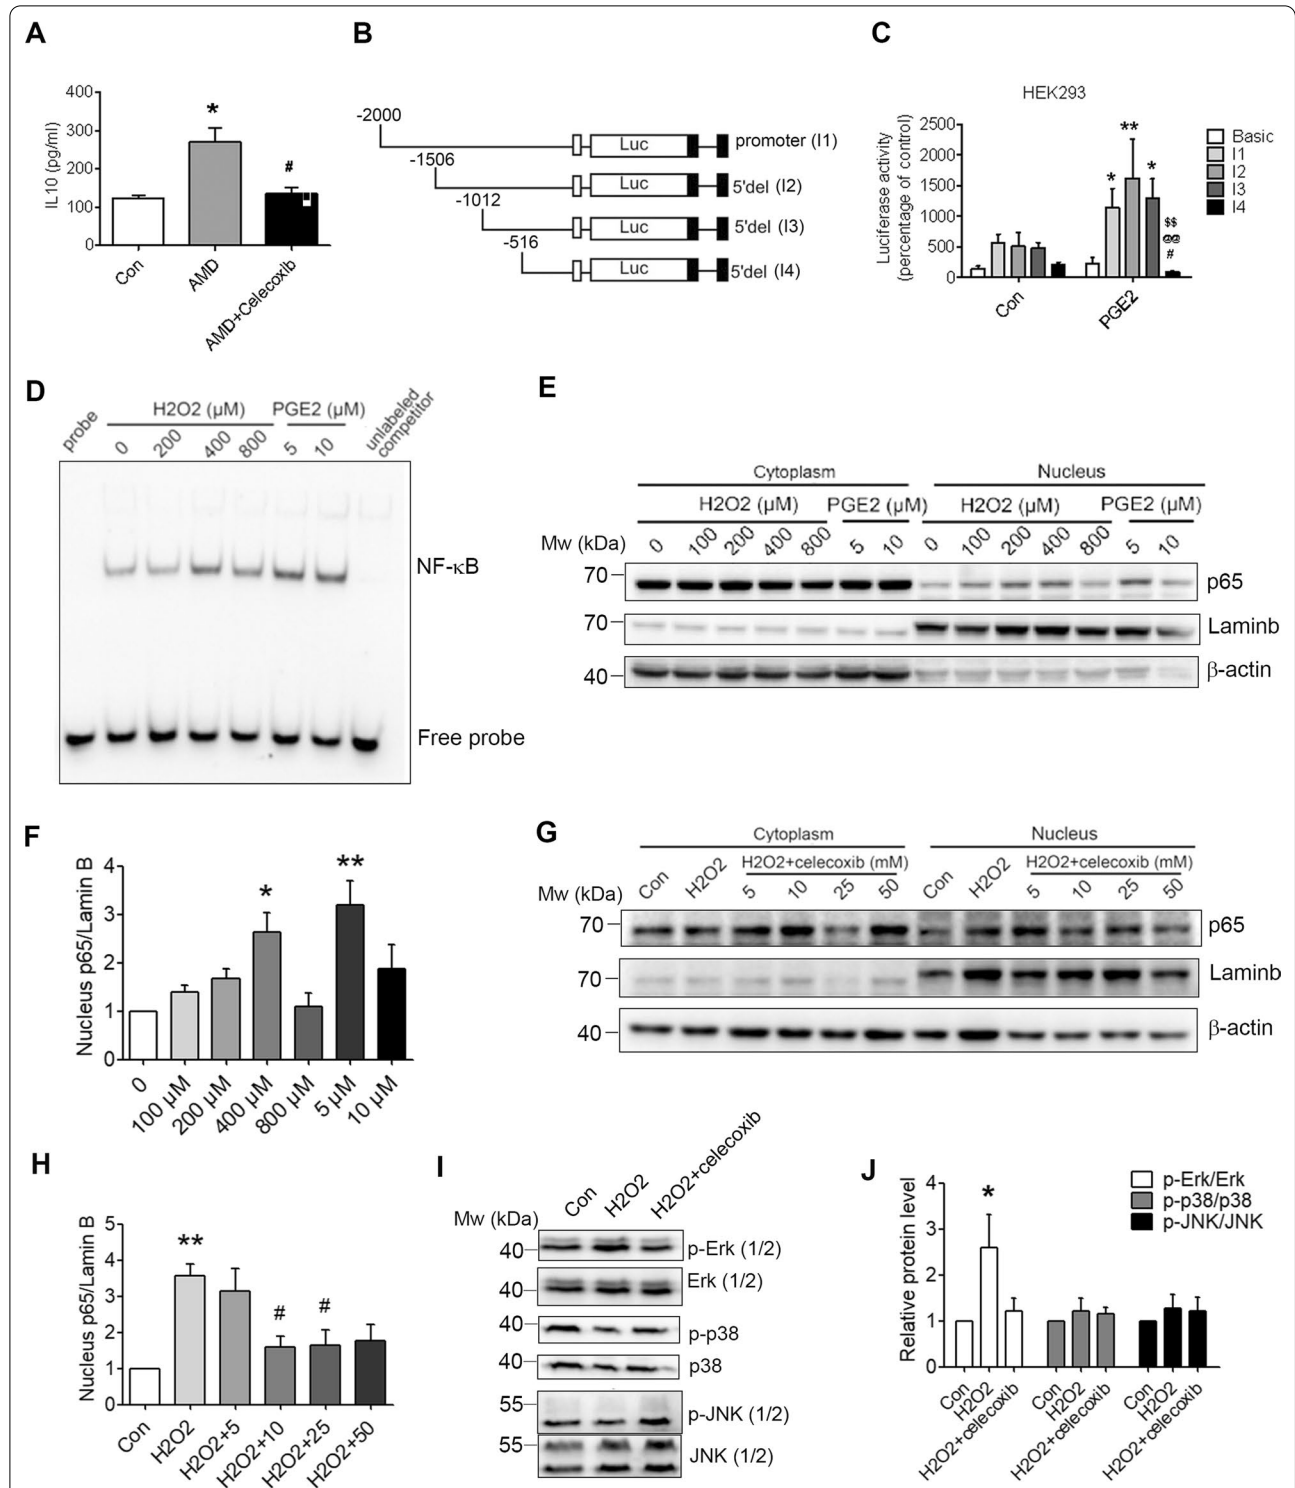 A
IL10 (pg/ml)
400
300
200
100
0
*
#
Con
AMD
AMD+Celecoxib
B
-2000
Luc
promoter (I1)
-1506
Luc
5'del (I2)
-1012
Luc
5'del (I3)
-516
Luc
5'del (I4)
C
HEK293
Luciferase activity
(percentage of control)
2500
2000
1500
1000
500
0
*
**
*
$$
@@
#
Con
PGE2
Basic
I1
I2
I3
I4
D
probe
H2O2 (µM)
PGE2 (µM)
unlabeled
competitor
0 200 400 800 5 10
NF-κB
Free probe
E
Cytoplasm Nucleus
H2O2 (µM) PGE2 (µM) H2O2 (µM) PGE2 (µM)
Mw (kDa) 0 100 200 400 800 5 10 0 100 200 400 800 5 10
70 p65
70 Laminb
40 β-actin
F
Nucleus p65/Lamin B
4
3
2
1
0
*
**
0
100 µM
200 µM
400 µM
800 µM
5 µM
10 µM
G
Cytoplasm Nucleus
H2O2+celecoxib (mM) H2O2+celecoxib (mM)
Mw (kDa) Con H2O2 5 10 25 50 Con H2O2 5 10 25 50
70 p65
70 Laminb
40 β-actin
H
Nucleus p65/Lamin B
5
4
3
2
1
0
**
#
#
Con
H2O2
H2O2+5
H2O2+10
H2O2+25
H2O2+50
I
Mw (kDa) Con H2O2 H2O2+celecoxib
40 p-Erk (1/2)
40 Erk (1/2)
40 p-p38
40 p38
55 p-JNK (1/2)
55 JNK (1/2)
J
Relative protein level
4
3
2
1
0
*
p-Erk/Erk
p-p38/p38
p-JNK/JNK
Con
H2O2
H2O2+celecoxib
Con
H2O2
H2O2+celecoxib
Con
H2O2
H2O2+celecoxib